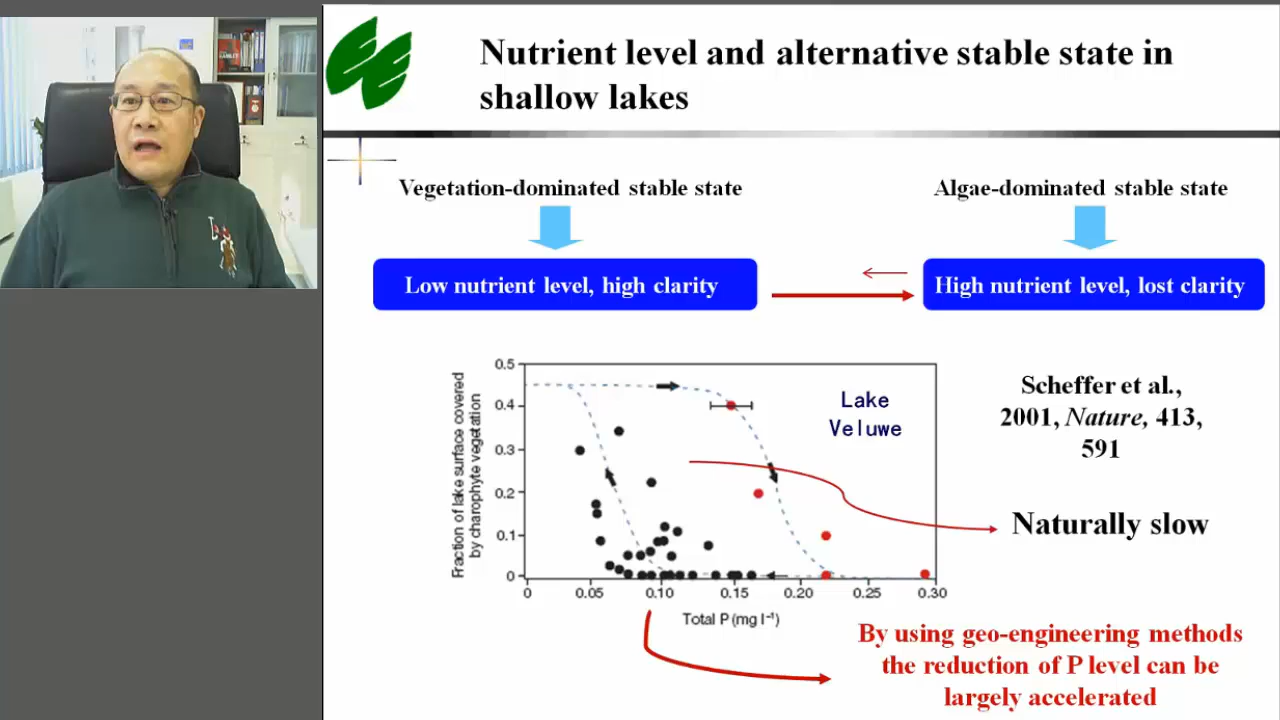 Nutrient level and alternative stable state in
shallow lakes
Vegetation-dominated stable state
Algae-dominated stable state
Low nutrient level, high clarity
High nutrient level, lost clarity
Fraction of lake surface covered
by charophyte vegetation
0.5
0.4
0.3
0.2
0.1
0
0
0.05
0.10
0.15
0.20
0.25
0.30
Total P (mg l⁻¹)
Lake
Veluwe
Scheffer et al.,
2001, Nature, 413,
591
Naturally slow
By using geo-engineering methods
the reduction of P level can be
largely accelerated